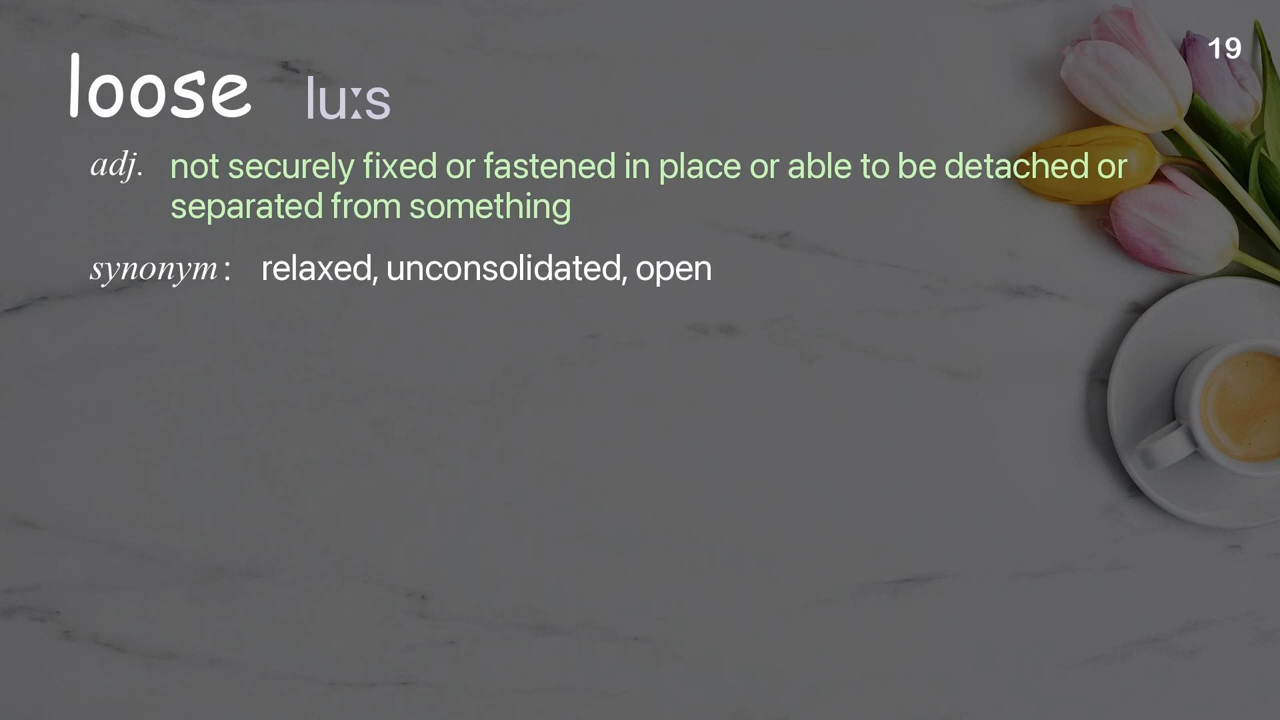 19
loose luːs
adj. not securely fixed or fastened in place or able to be detached or
separated from something
synonym : relaxed, unconsolidated, open